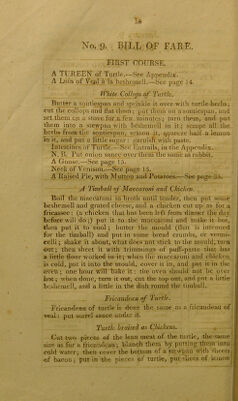 18
No. 9. BILL OF FARE.
FIRST COURSE.
A TUREEN of Turtle.—See Appendix.
A Loin of Veal à la beshemell.—See page 14.
White Collops of Turtle.
Butter a sautiespan and sprinkle it over with turtle-herbs;
cut the collops and flat them; put them on a sautiespan, and
set them on a stove for a few minutes; turn them, and put
them into a stewpan with beshemell in it; scrape all the
herbs from the sautiespan, season it, squeeze half a lemon
in it, and put a little sugar: garnish with paste.
Intestines of Turtle.—See Entrails, in the Appendix.
N. B. Put onion sauce over them the same as rabbit.
A Goose.—See page 15.
Neck of Venison.—See page 15.
A Raised Pie, with Mutton and Potatoes.—See page 35.
A Timball of Maccaroni and Chicken.
Boil the maccaroni in broth until tender, then put some
beshemell and grated cheese, and a chicken cut up as for a
fricassee: (a chicken that has been left from dinner the day
before will do;) put it to the maccaroni and make it hot,
then put it to cool; butter the mould (that is intended
for the timball) and put in some bread crumbs, or vermi-
celli; shake it about, what does not stick to the mould, turn
out; then sheet it with trimmings of puff-paste that has
a little flour worked in it; when the maccaroni and chicken
is cold, put it into the mould, cover it in, and put it in the
oven; one hour will bake it: the oven should not be over
hot; when done, turn it out, cut the top out, and put a little
beshemell, and a little in the dish round the timball.
Fricandeau of Turtle.
Fricandeau of turtle is done the same as a fricandeau of
veal: put sorrel sauce under it.
Turtle braised as Chickens.
Cut two pieces of the lean meat of the turtle, the same
size as for a fricandeau; blanch them by putting them into
cold water; then cover the bottom of a stewpan with slices
of bacon; put in the pieces of turtle, put slices of lemon